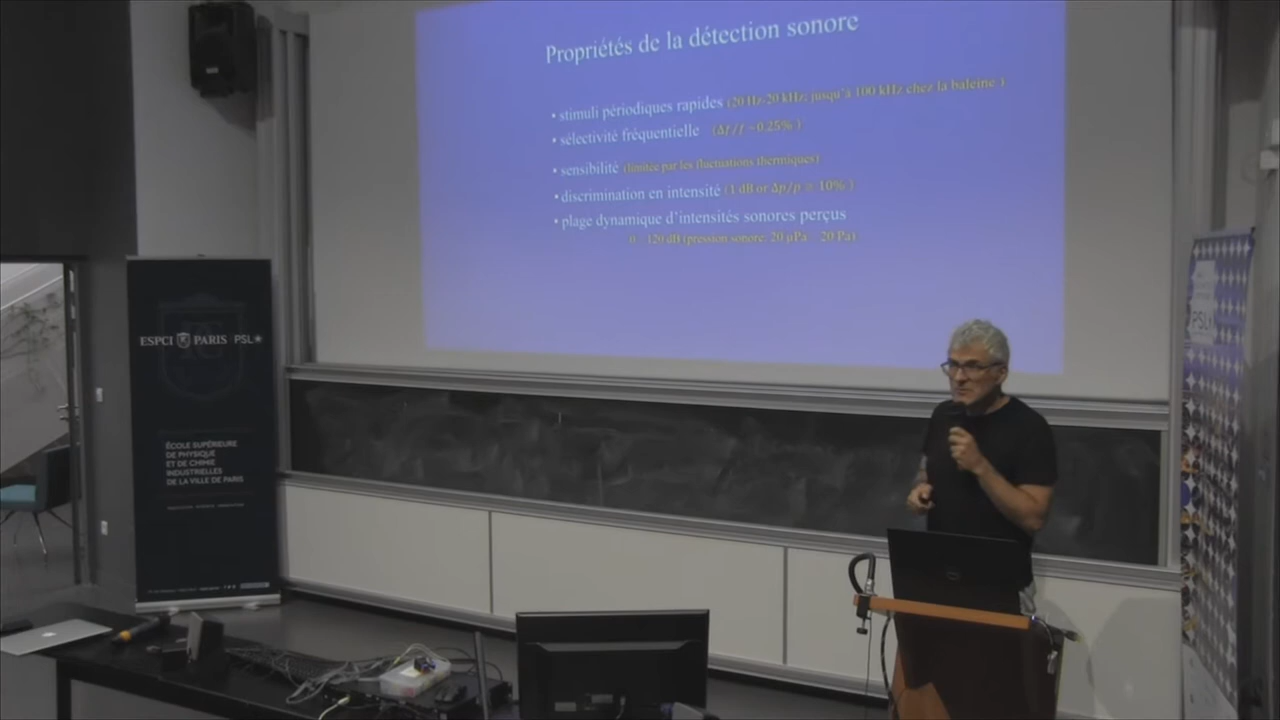 Propriétés de la détection sonore
• stimuli périodiques rapides (20 Hz-20 kHz; jusqu'à 100 kHz chez la baleine )
• sélectivité fréquentielle (Δf/f ~0.25% )
• sensibilité (limitée par les fluctuations thermiques)
• discrimination en intensité (1 dB or Δp/p ≅ 10% )
• plage dynamique d'intensités sonores perçus
0 – 120 dB (pression sonore: 20 µPa – 20 Pa)
ESPCI PARIS PSL
ÉCOLE SUPÉRIEURE
DE PHYSIQUE
ET DE CHIMIE
INDUSTRIELLES
DE LA VILLE DE PARIS
PSL
DELL